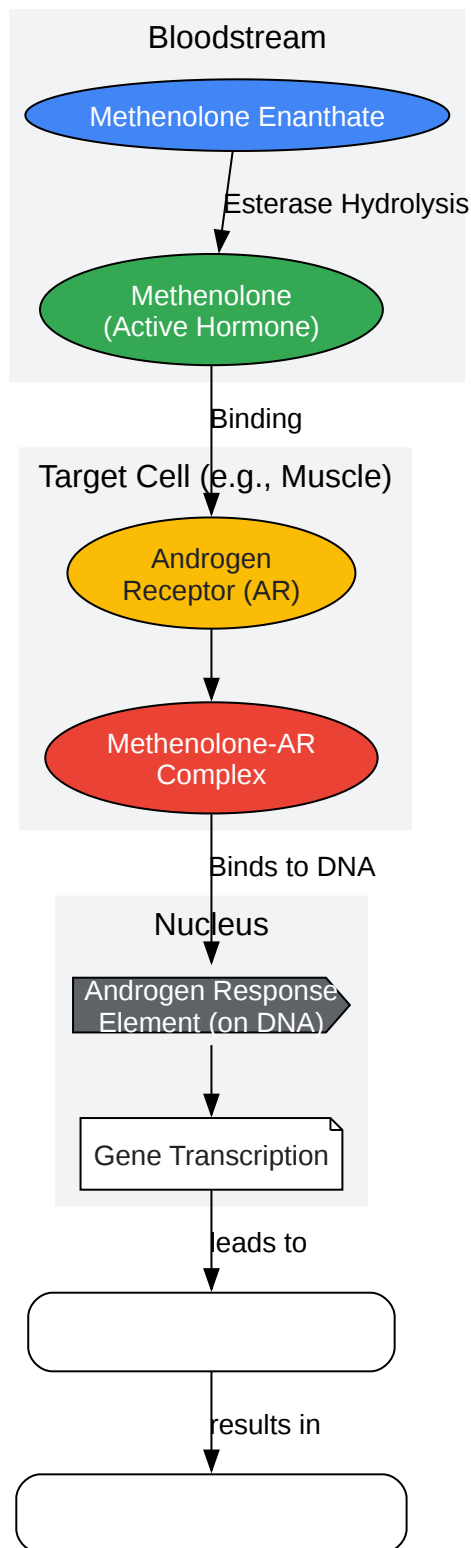 Bloodstream
Methenolone Enanthate
Esterase Hydrolysis
Methenolone
(Active Hormone)
Binding
Target Cell (e.g., Muscle)
Androgen
Receptor (AR)
Methenolone-AR
Complex
Binds to DNA
Nucleus
Androgen Response
Element (on DNA)
Gene Transcription
leads to
results in